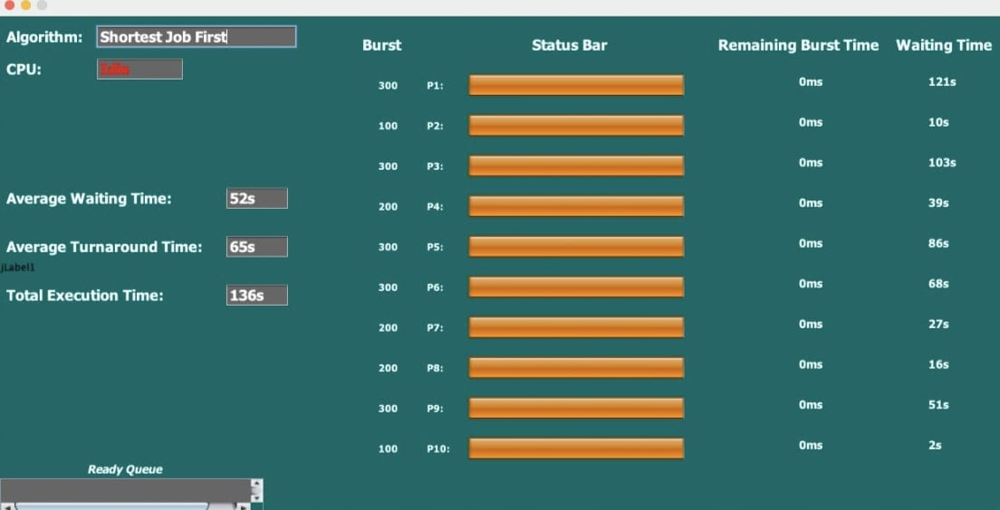 Algorithm: Shortest Job First
CPU: Idle
Burst Status Bar Remaining Burst Time Waiting Time
300 P1: 0ms 121s
100 P2: 0ms 10s
300 P3: 0ms 103s
200 P4: 0ms 39s
Average Waiting Time: 52s
300 P5: 0ms 86s
Average Turnaround Time: 65s
jLabel1
300 P6: 0ms 68s
Total Execution Time: 136s
200 P7: 0ms 27s
200 P8: 0ms 16s
300 P9: 0ms 51s
100 P10: 0ms 2s
Ready Queue